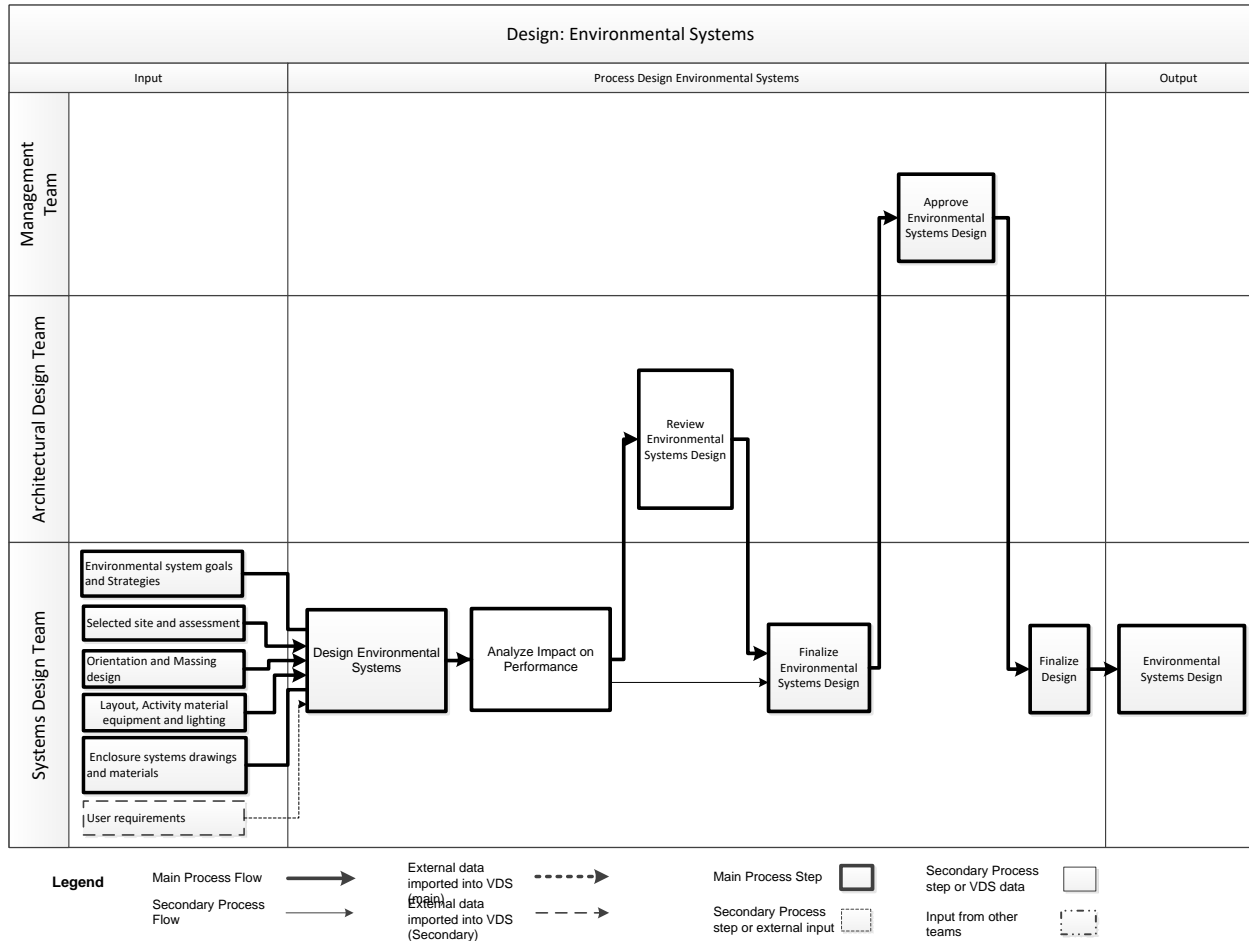 Design: Environmental Systems
Input
Process Design Environmental Systems
Output
Management
Team
Approve
Environmental
Systems Design
Architectural Design Team
Review
Environmental
Systems Design
Systems Design Team
Environmental system goals
and Strategies
Selected site and assessment
Orientation and Massing
design
Layout, Activity material
equipment and lighting
Enclosure systems drawings
and materials
User requirements
Design Environmental
Systems
Analyze Impact on
Performance
Finalize
Environmental
Systems Design
Finalize
Design
Environmental
Systems Design
Legend
Main Process Flow
Secondary Process
Flow
External data
imported into VDS
(main)
External data
imported into VDS
(Secondary)
Main Process Step
Secondary Process
step or external input
Secondary Process
step or VDS data
Input from other
teams